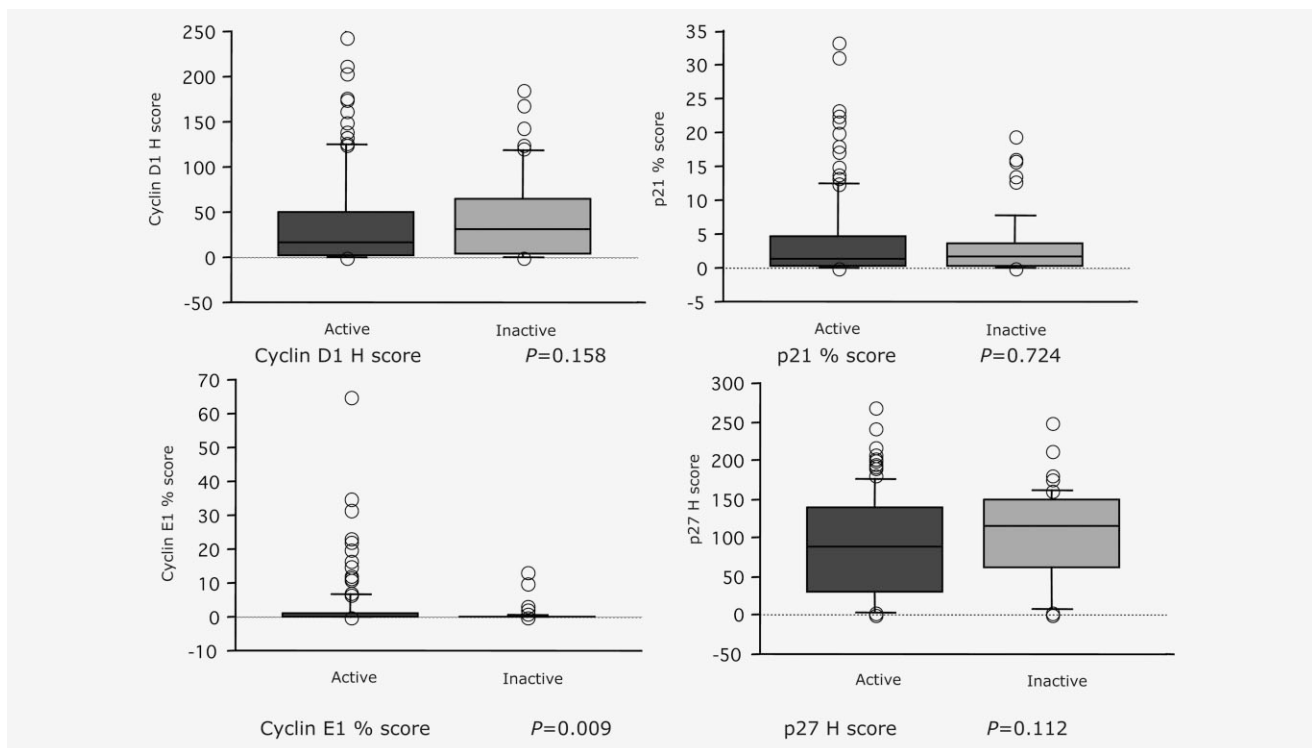 Cyclin D1 H score
250
200
150
100
50
0
-50
Active Inactive
Cyclin D1 H score P=0.158
p21 % score
35
30
25
20
15
10
5
0
-5
Active Inactive
p21 % score P=0.724
Cyclin E1 % score
70
60
50
40
30
20
10
0
-10
Active Inactive
Cyclin E1 % score P=0.009
p27 H score
300
250
200
150
100
50
0
-50
Active Inactive
p27 H score P=0.112